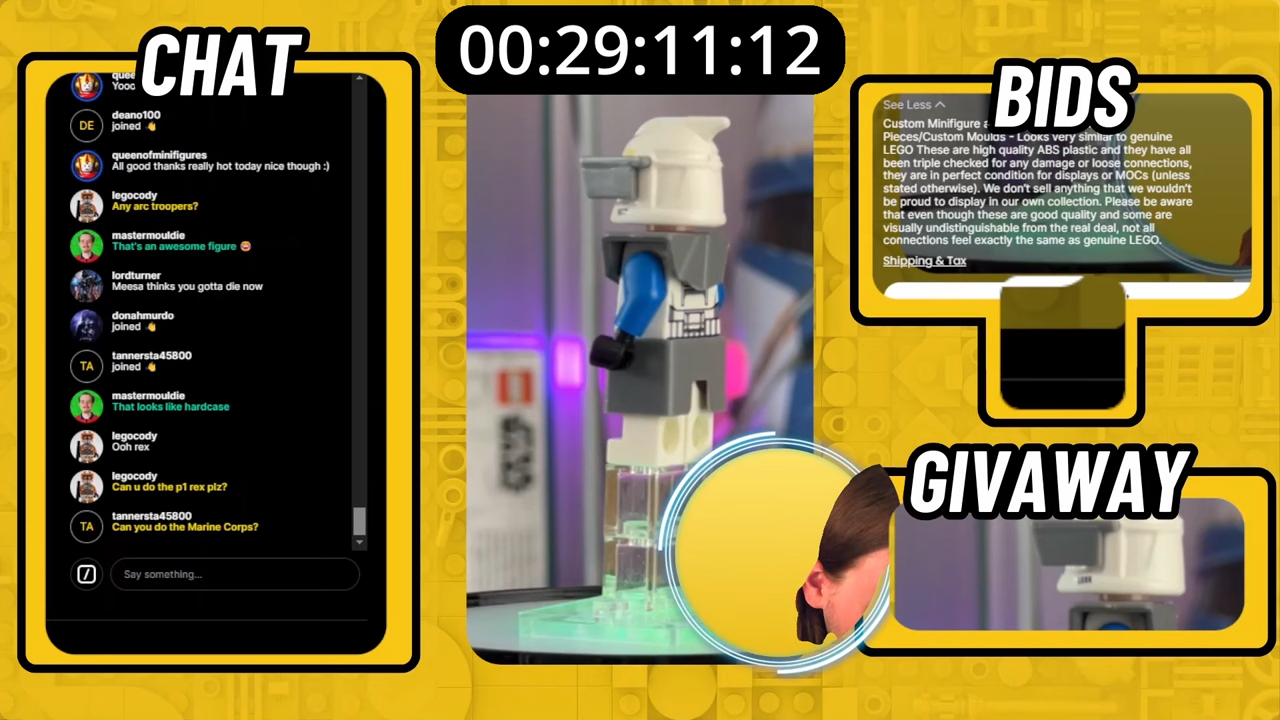 00:29:11:12
CHAT
quee
Yooo
DE
deano100
joined 👋
queenofminifigures
All good thanks really hot today nice though :)
legocody
Any arc troopers?
mastermouldie
That's an awesome figure 🤩
lordturner
Meesa thinks you gotta die now
donahmurdo
joined 👋
TA
tannersta45800
joined 👋
mastermouldie
That looks like hardcase
legocody
Ooh rex
legocody
Can u do the p1 rex plz?
TA
tannersta45800
Can you do the Marine Corps?
Say something...
BIDS
See Less
Custom Minifigure
Pieces/Custom Moulds - Looks very similar to genuine
LEGO These are high quality ABS plastic and they have all
been triple checked for any damage or loose connections,
they are in perfect condition for displays or MOCs (unless
stated otherwise). We don't sell anything that we wouldn't
be proud to display in our own collection. Please be aware
that even though these are good quality and some are
visually undistinguishable from the real deal, not all
connections feel exactly the same as genuine LEGO.
Shipping & Tax
GIVAWAY